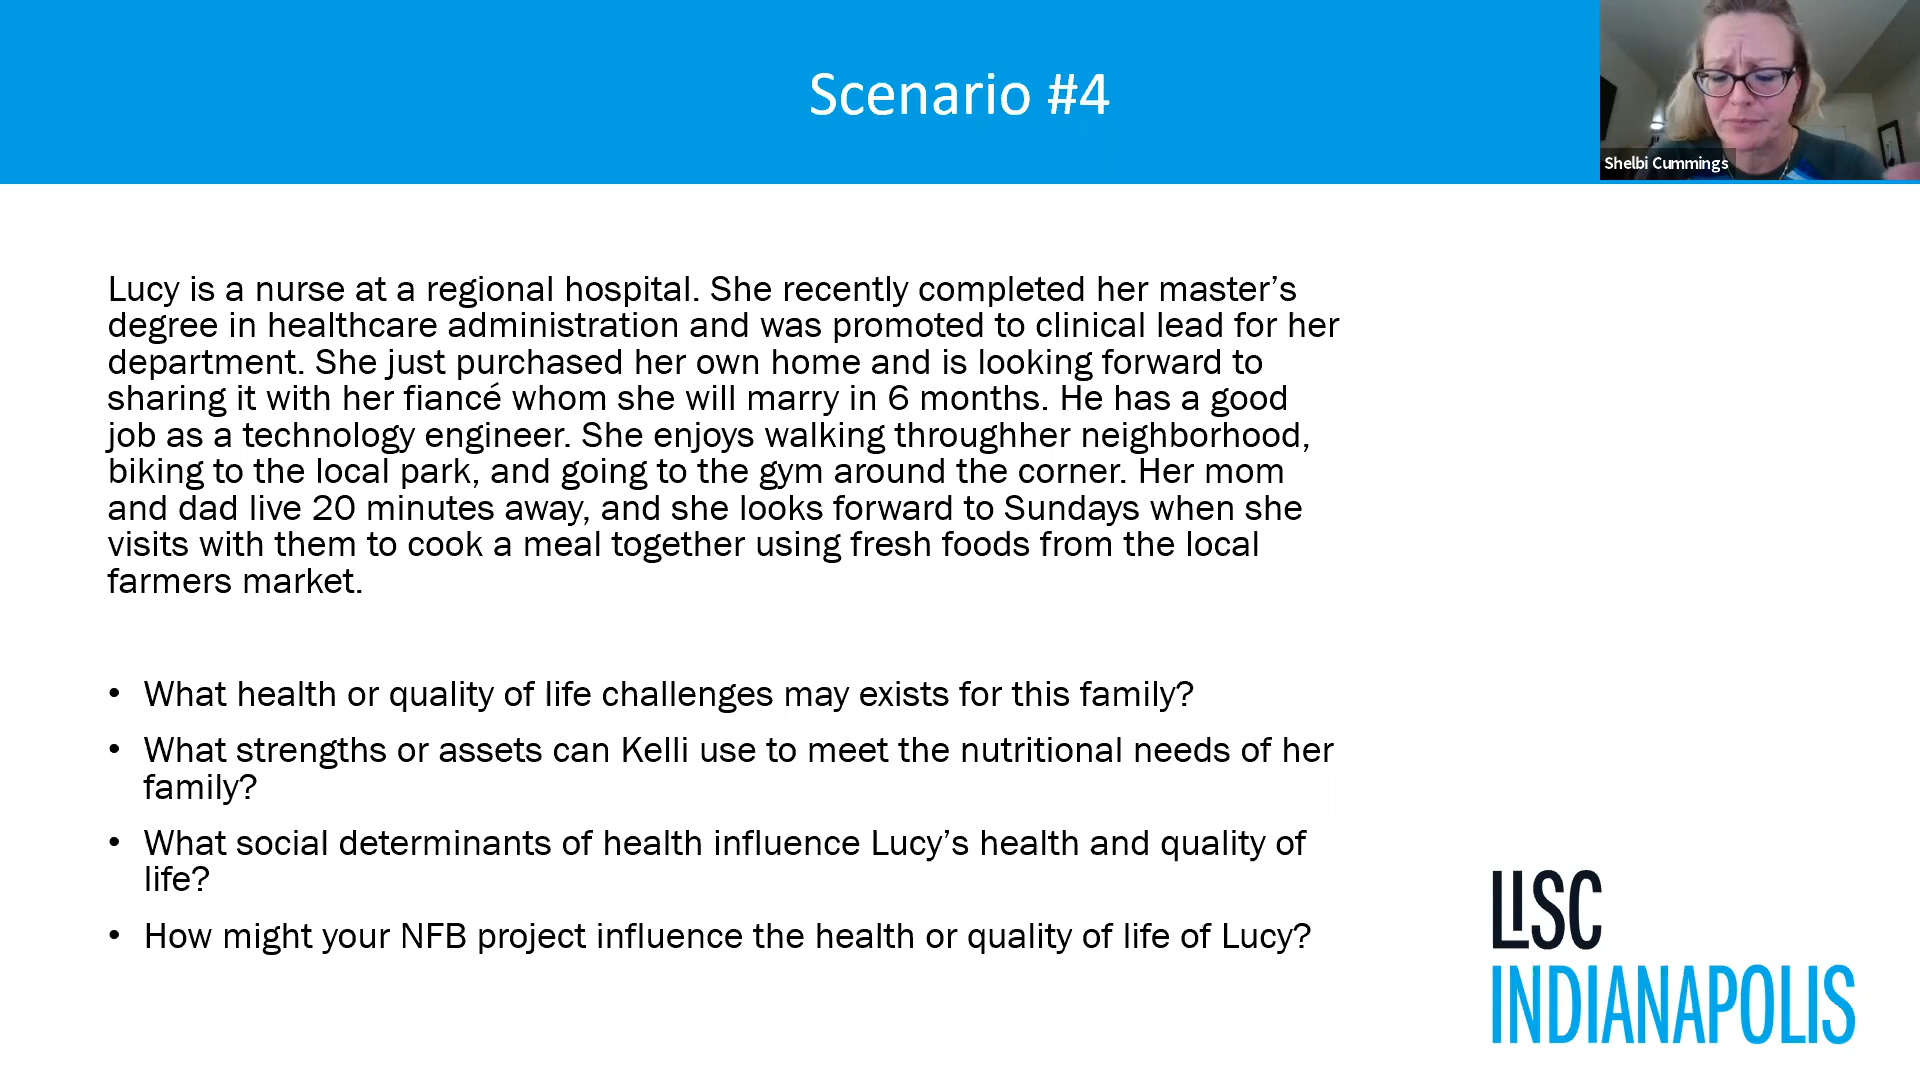 Scenario #4
Shelbi Cummings
Lucy is a nurse at a regional hospital. She recently completed her master’s
degree in healthcare administration and was promoted to clinical lead for her
department. She just purchased her own home and is looking forward to
sharing it with her fiancé whom she will marry in 6 months. He has a good
job as a technology engineer. She enjoys walking throughher neighborhood,
biking to the local park, and going to the gym around the corner. Her mom
and dad live 20 minutes away, and she looks forward to Sundays when she
visits with them to cook a meal together using fresh foods from the local
farmers market.
• What health or quality of life challenges may exists for this family?
• What strengths or assets can Kelli use to meet the nutritional needs of her
family?
• What social determinants of health influence Lucy’s health and quality of
life?
• How might your NFB project influence the health or quality of life of Lucy?
LISC
INDIANAPOLIS